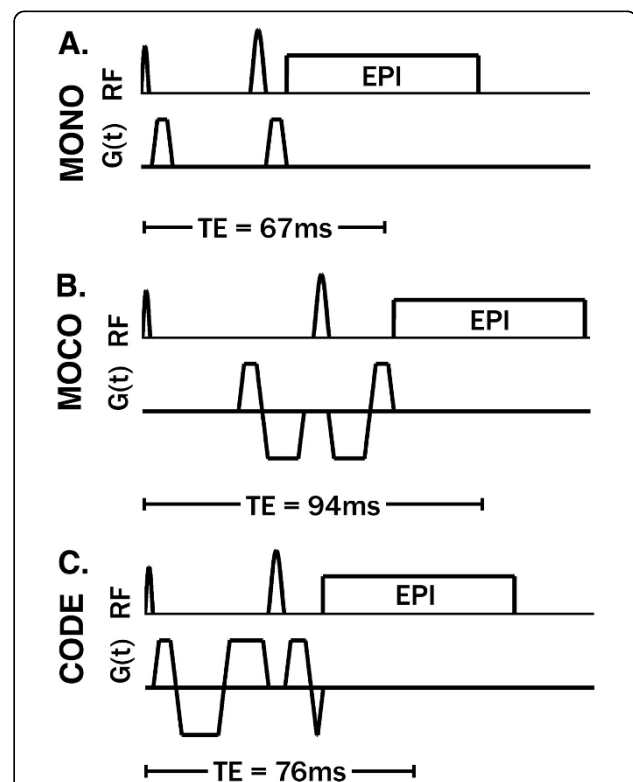 A.
MONO
RF
EPI
G(t)
TE = 67ms
B.
MOCO
RF
EPI
G(t)
TE = 94ms
C.
CODE
RF
EPI
G(t)
TE = 76ms